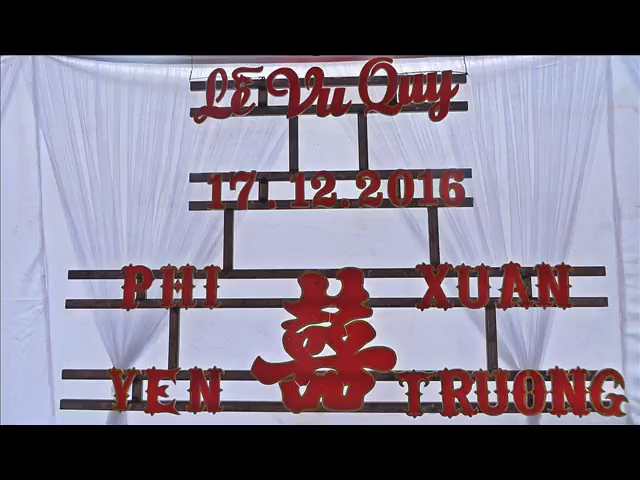 Lễ Vu Quy
17.12.2016
PHI XUAN
囍
YEN TRUONG